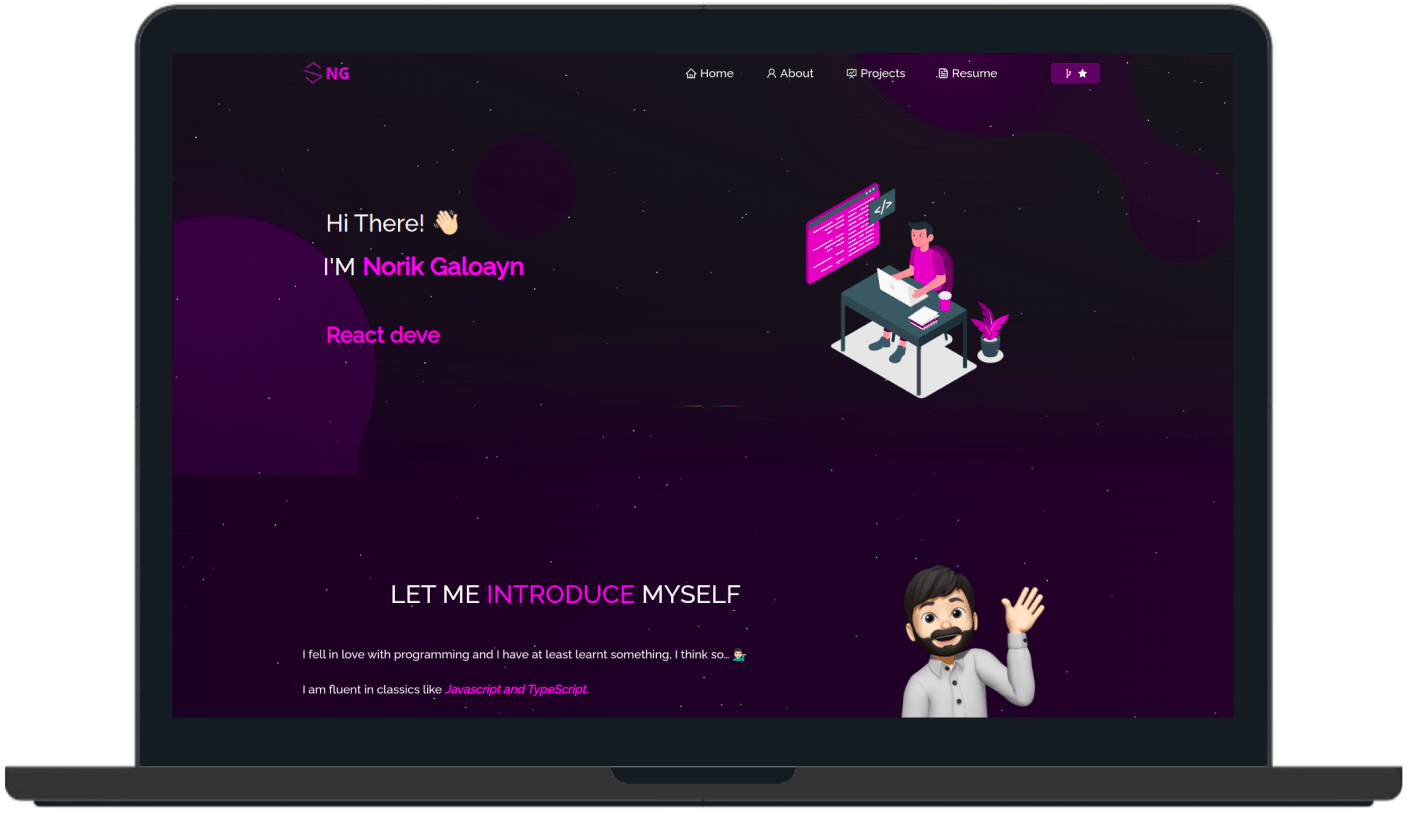 NG
Home About Projects Resume
Hi There! 👋🏻
I'M Norik Galoayn
React deve
</>
LET ME INTRODUCE MYSELF
I fell in love with programming and I have at least learnt something, I think so… 🤷🏻‍♂️
I am fluent in classics like Javascript and TypeScript.